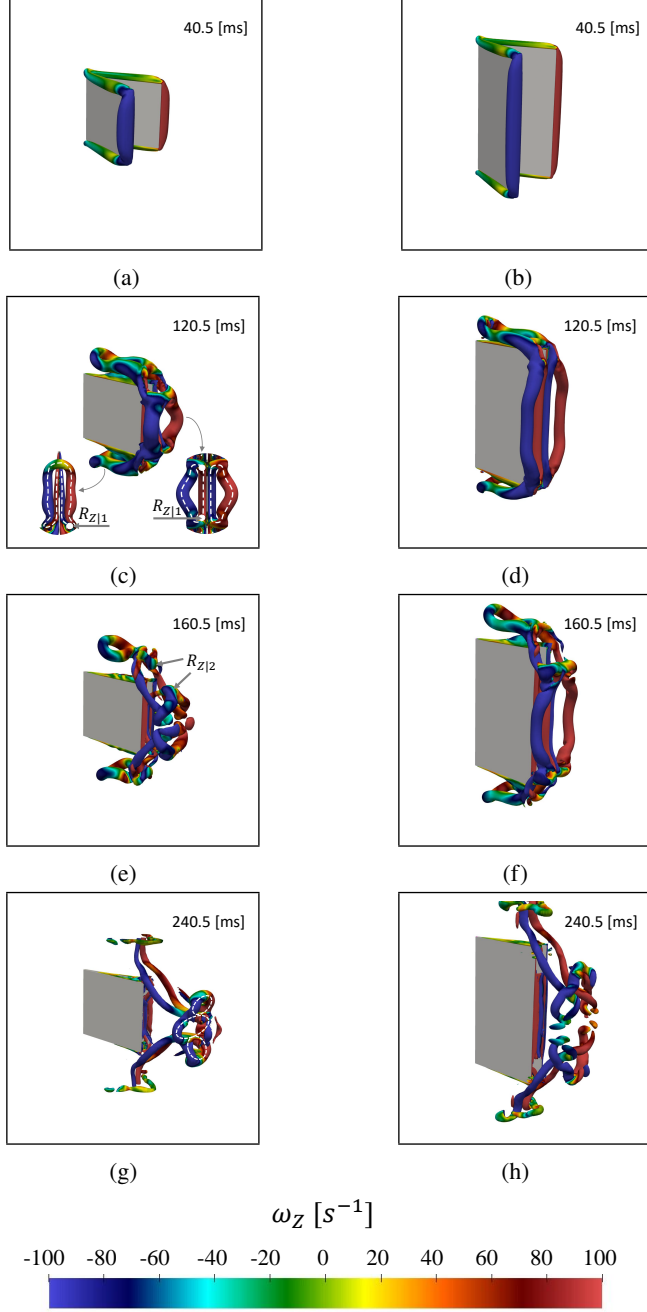 40.5 [ms]
40.5 [ms]
(a)
(b)
120.5 [ms]
120.5 [ms]
R_{Z|1}
R_{Z|1}
(c)
(d)
160.5 [ms]
160.5 [ms]
R_{Z|2}
(e)
(f)
240.5 [ms]
240.5 [ms]
(g)
(h)
ω_Z [s^{-1}]
-100 -80 -60 -40 -20 0 20 40 60 80 100